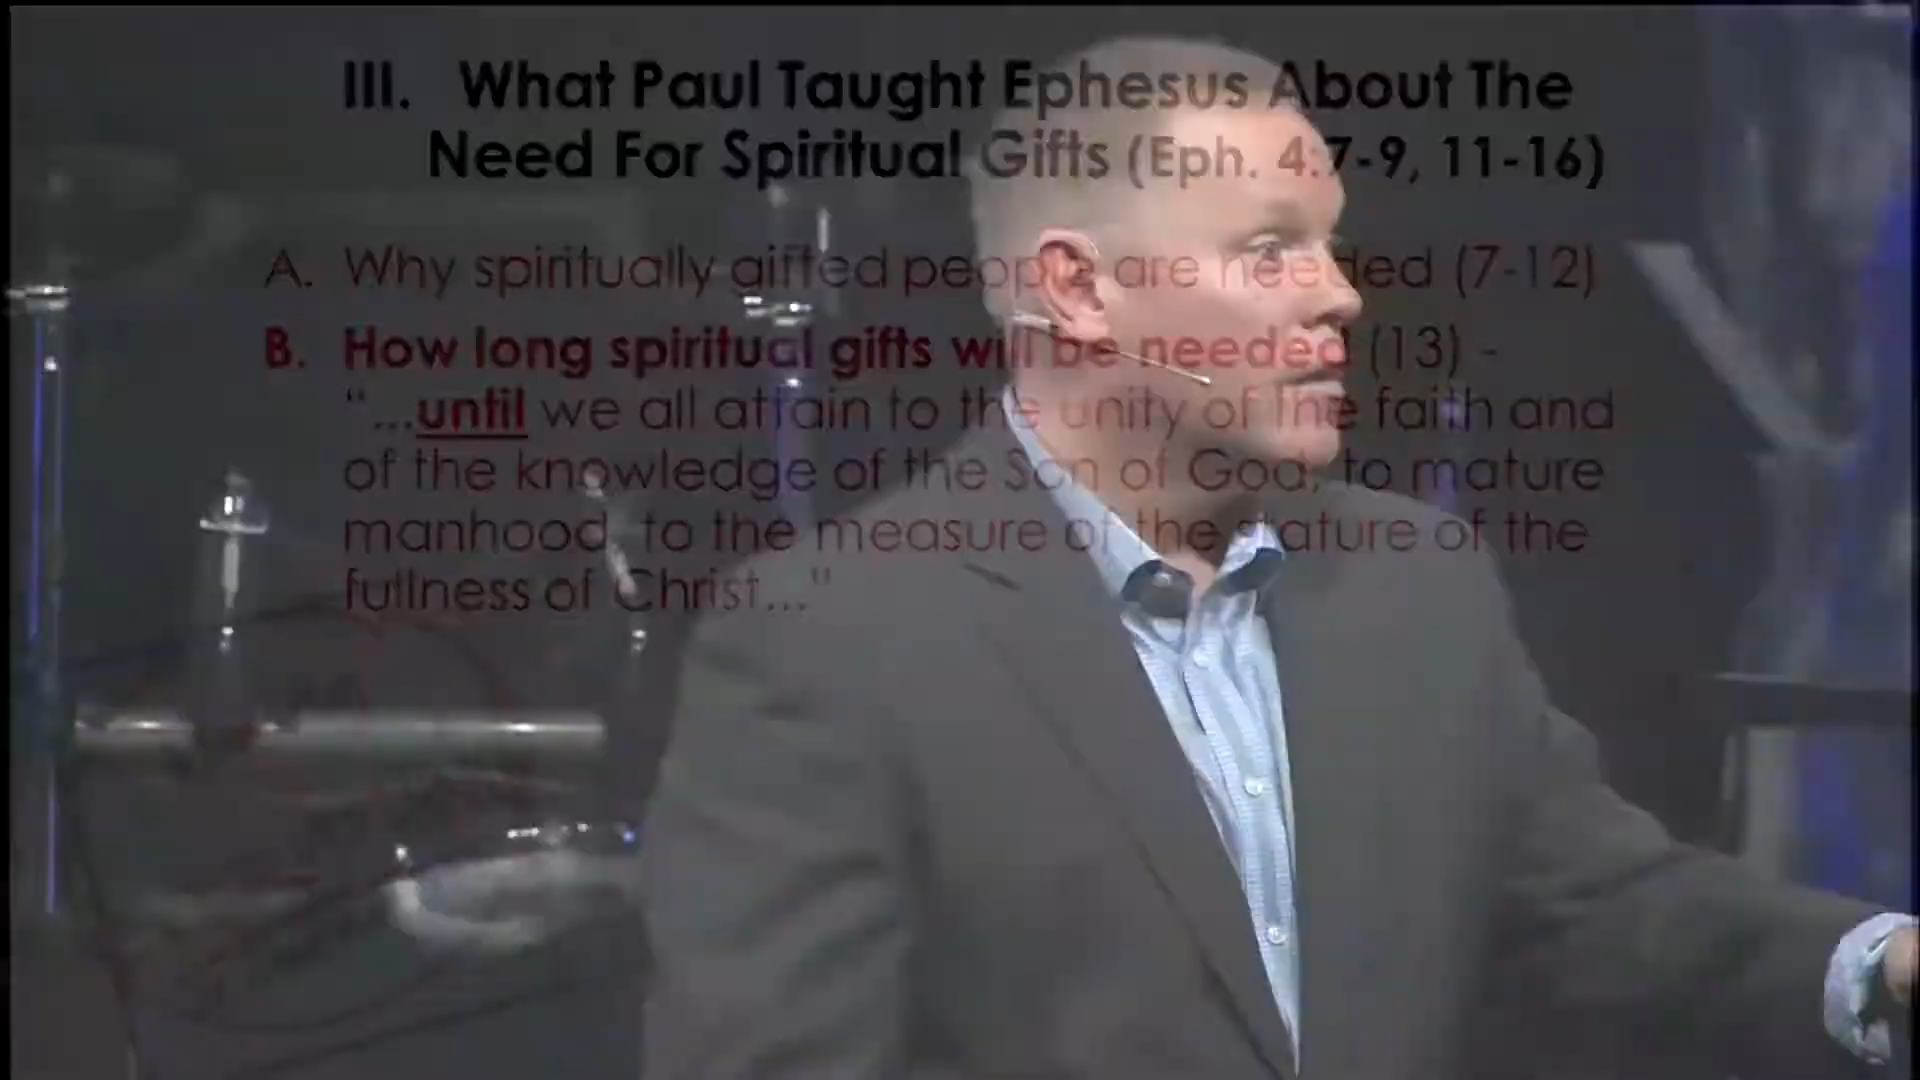 III. What Paul Taught Ephesus About The
Need For Spiritual Gifts (Eph. 4:7-9, 11-16)
A. Why spiritually gifted people are needed (7-12)
B. How long spiritual gifts will be needed (13) -
“...until we all attain to the unity of the faith and
of the knowledge of the Son of God, to mature
manhood, to the measure of the stature of the
fullness of Christ...”